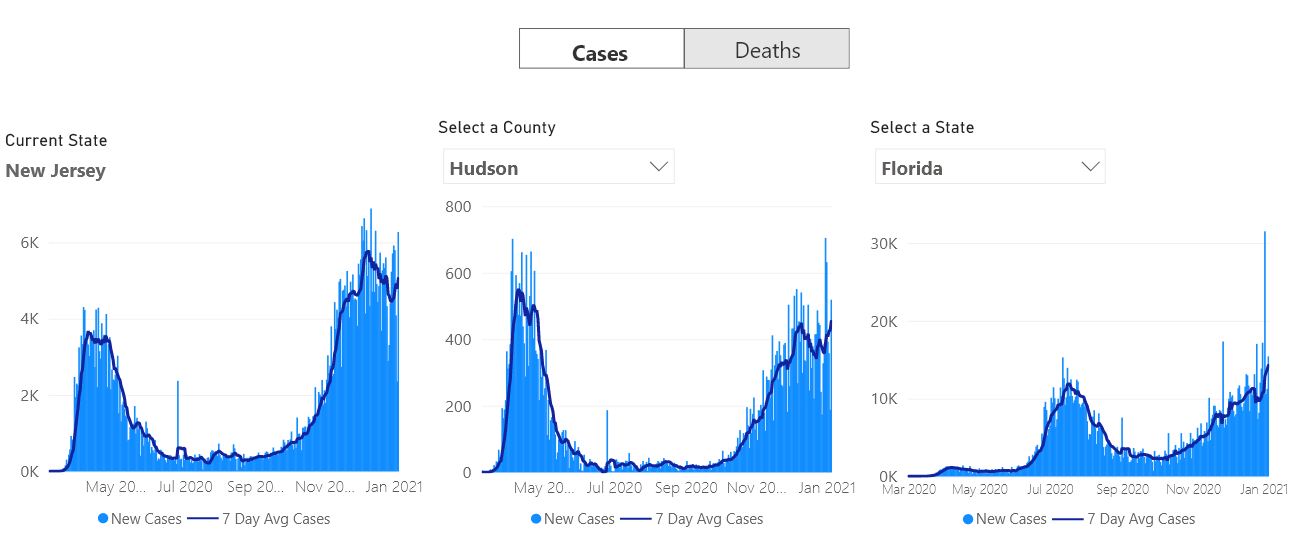 Cases Deaths
Current State
New Jersey
6K
4K
2K
0K
May 20... Jul 2020 Sep 20... Nov 20... Jan 2021
New Cases 7 Day Avg Cases
Select a County
Hudson
800
600
400
200
0
May 20... Jul 2020 Sep 2020 Nov 20... Jan 2021
New Cases 7 Day Avg Cases
Select a State
Florida
30K
20K
10K
0K
Mar 2020 May 2020 Jul 2020 Sep 2020 Nov 2020 Jan 2021
New Cases 7 Day Avg Cases